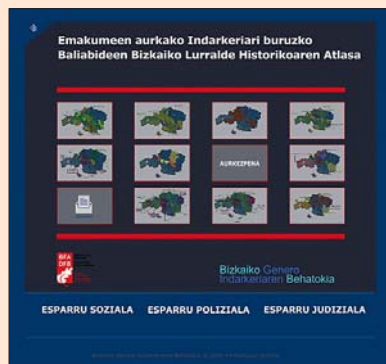 Emakumeen aurkako Indarkeriari buruzko
Baliabideen Bizkaiko Lurralde Historikoaren Atlasa
AURKEZPENA
BFA
DFB
Bizkaiko Genero
Indarkeriaren Behatokia
ESPARRU SOZIALA ESPARRU POLIZIALA ESPARRU JUDIZIALA